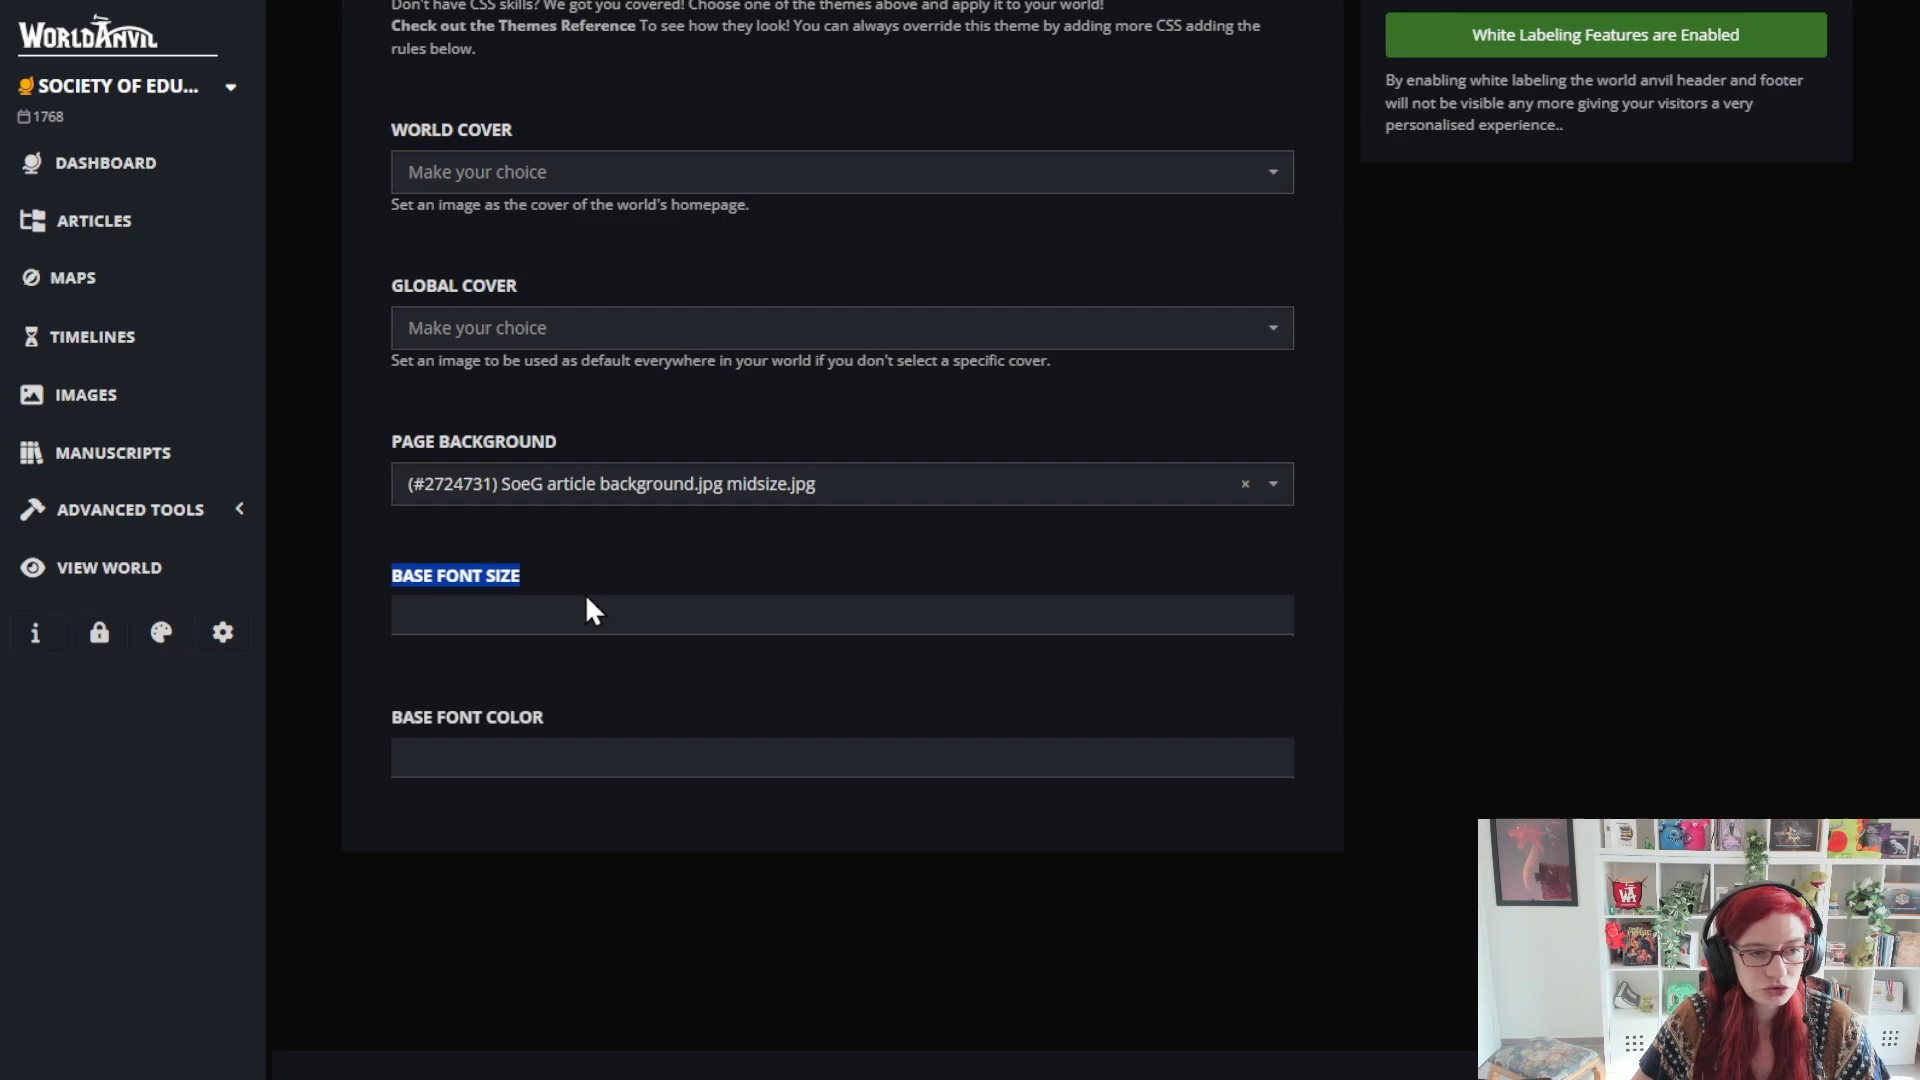 WORLDANVIL
SOCIETY OF EDU...
1768
DASHBOARD
ARTICLES
MAPS
TIMELINES
IMAGES
MANUSCRIPTS
ADVANCED TOOLS
VIEW WORLD
Don't have CSS skills? We got you covered! Choose one of the themes above and apply it to your world!
Check out the Themes Reference To see how they look! You can always override this theme by adding more CSS adding the
rules below.
WORLD COVER
Make your choice
Set an image as the cover of the world's homepage.
GLOBAL COVER
Make your choice
Set an image to be used as default everywhere in your world if you don't select a specific cover.
PAGE BACKGROUND
(#2724731) SoeG article background.jpg midsize.jpg
BASE FONT SIZE
BASE FONT COLOR
White Labeling Features are Enabled
By enabling white labeling the world anvil header and footer
will not be visible any more giving your visitors a very
personalised experience..